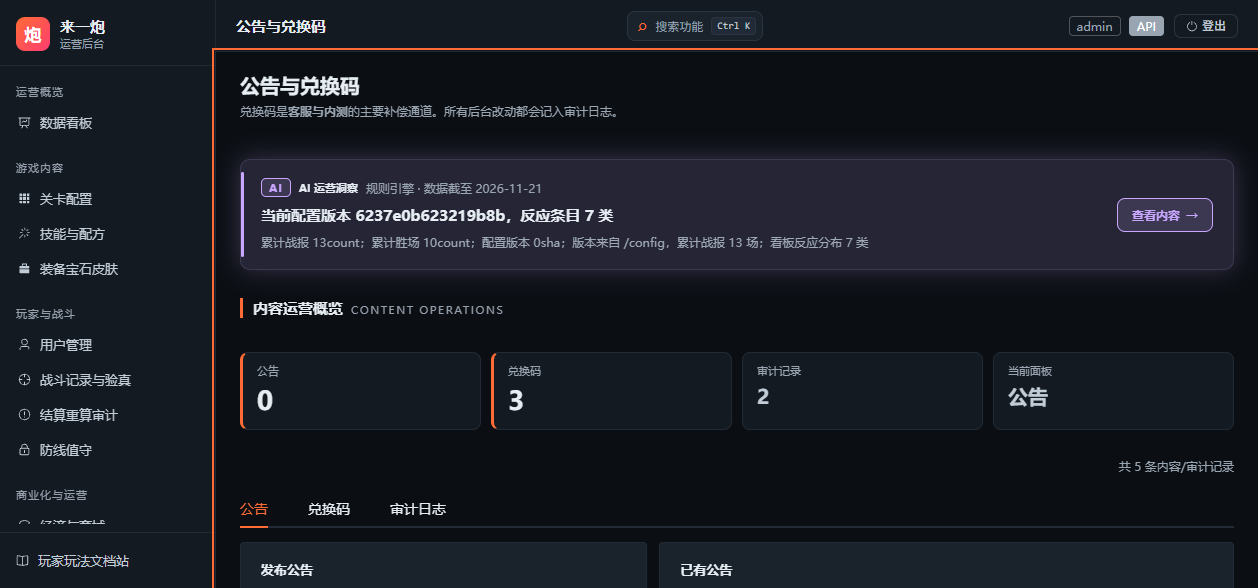 炮
来一炮
运营后台
公告与兑换码
搜索功能 Ctrl K
admin API 登出
运营概览
数据看板
游戏内容
关卡配置
技能与配方
装备宝石皮肤
玩家与战斗
用户管理
战斗记录与验真
结算重算审计
防线值守
商业化与运营
玩家玩法文档站
公告与兑换码
兑换码是客服与内测的主要补偿通道。所有后台改动都会记入审计日志。
AI AI 运营洞察 规则引擎 · 数据截至 2026-11-21
当前配置版本 6237e0b623219b8b，反应条目 7 类
累计战报 13count；累计胜场 10count；配置版本 0sha；版本来自 /config，累计战报 13 场；看板反应分布 7 类
查看内容 →
内容运营概览 CONTENT OPERATIONS
公告
0
兑换码
3
审计记录
2
当前面板
公告
共 5 条内容/审计记录
公告 兑换码 审计日志
发布公告
已有公告